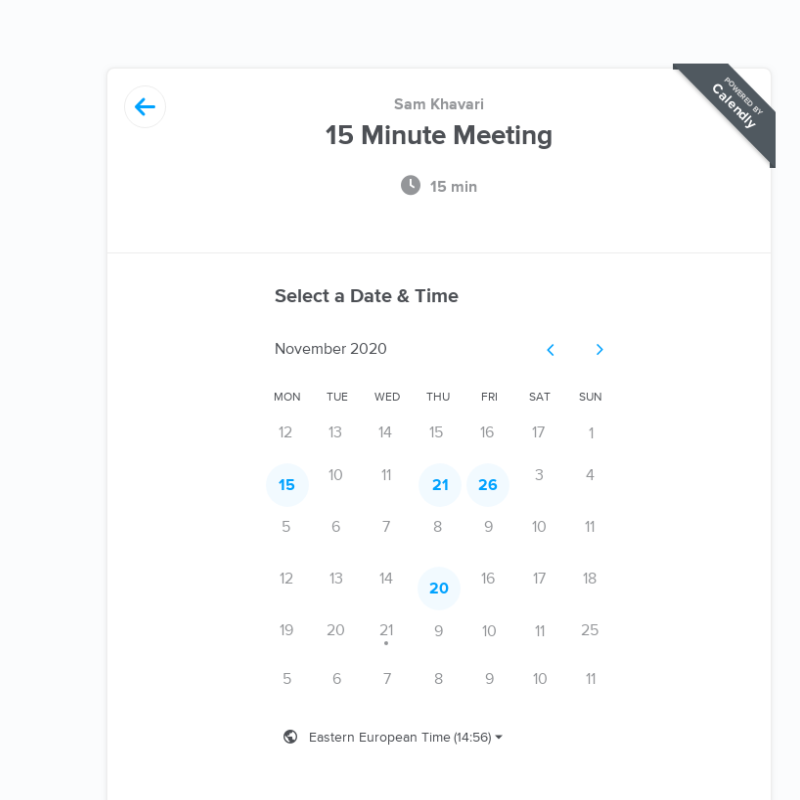 POWERED BY
Calendly
Sam Khavari
15 Minute Meeting
15 min
Select a Date & Time
November 2020
MON TUE WED THU FRI SAT SUN
12 13 14 15 16 17 1
15 10 11 21 26 3 4
5 6 7 8 9 10 11
12 13 14 20 16 17 18
19 20 21 9 10 11 25
5 6 7 8 9 10 11
Eastern European Time (14:56)